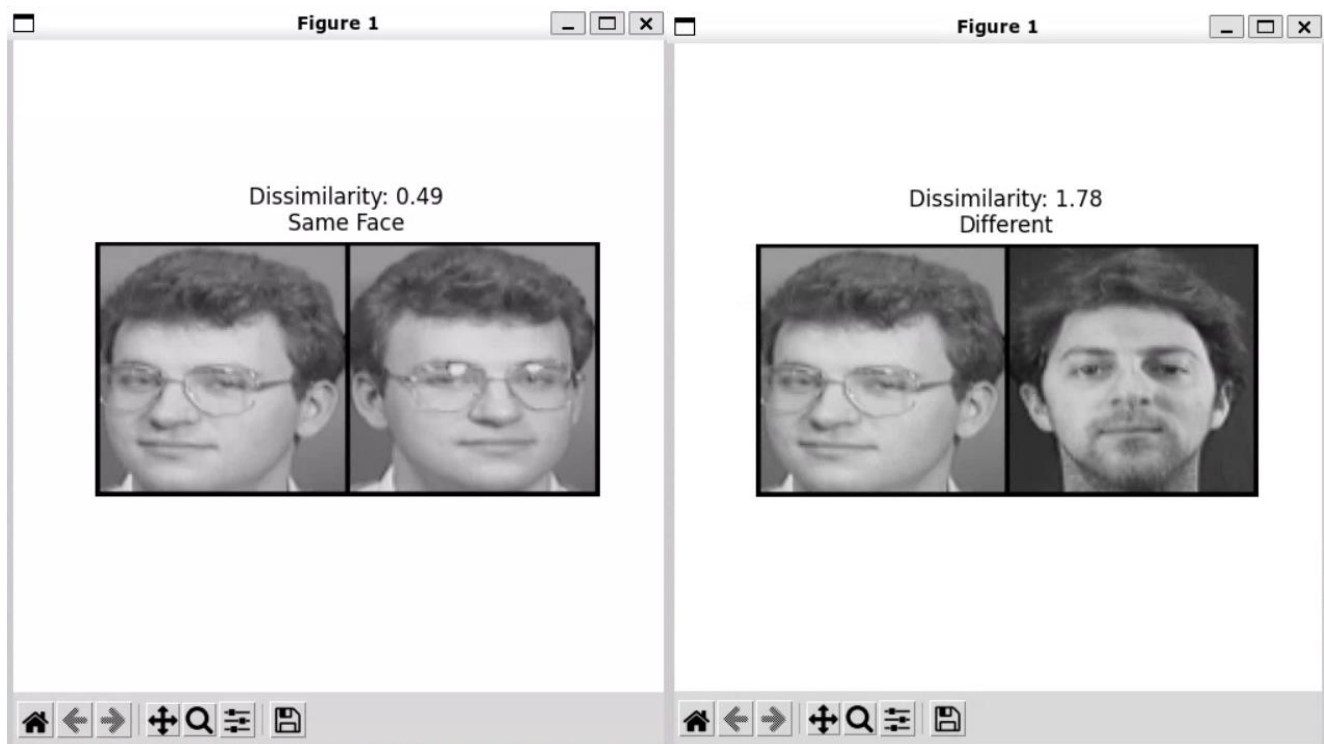 Figure 1
Dissimilarity: 0.49
Same Face
Figure 1
Dissimilarity: 1.78
Different